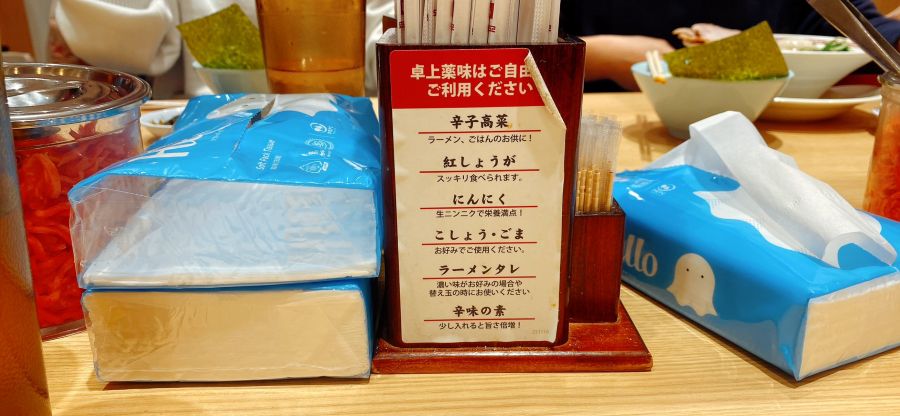 卓上薬味はご自由
ご利用ください
辛子高菜
ラーメン、ごはんのお供に!
紅しょうが
スッキリ食べられます。
にんにく
生ニンニクで栄養満点!
こしょう・ごま
お好みでご使用ください。
ラーメンタレ
濃い味がお好みの場合や
替え玉の時にお使いください
辛味の素
少し入れると旨さ倍増!
Soft Pack Tissue
llo